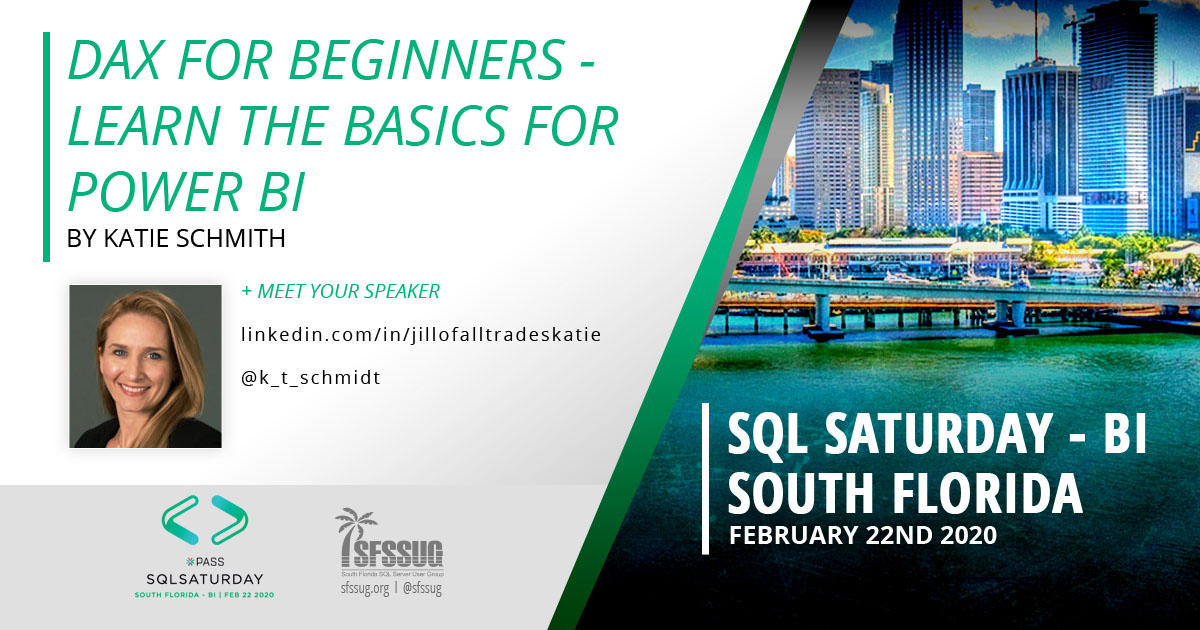 DAX FOR BEGINNERS -
LEARN THE BASICS FOR
POWER BI
BY KATIE SCHMITH
+ MEET YOUR SPEAKER
linkedin.com/in/jillofalltradeskatie
@k_t_schmidt
PASS
SQLSATURDAY
SOUTH FLORIDA - BI | FEB 22 2020
SFSSUG
South Florida SQL Server User Group
sfssug.org | @sfssug
SQL SATURDAY - BI
SOUTH FLORIDA
FEBRUARY 22ND 2020